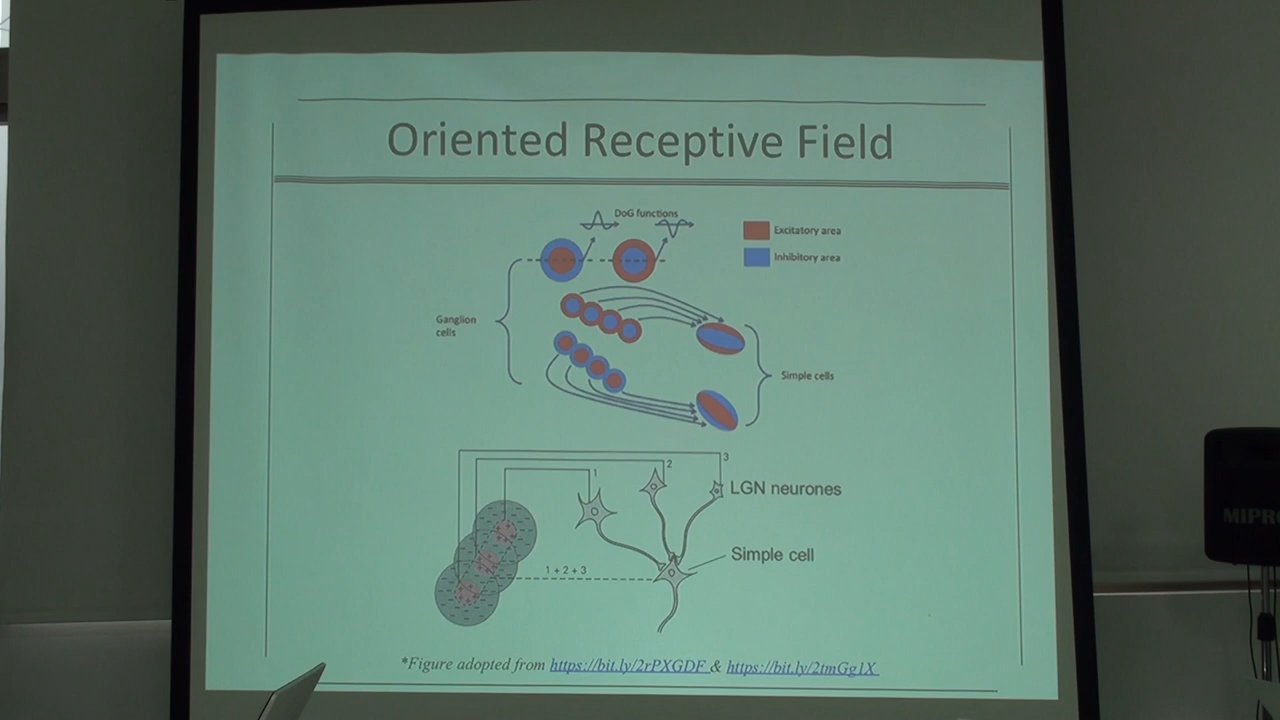 Oriented Receptive Field
DoG functions
Excitatory area
Inhibitory area
Ganglion
cells
Simple cells
1
2
3
LGN neurones
Simple cell
1 + 2 + 3
*Figure adopted from https://bit.ly/2rPXGDF & https://bit.ly/2tmGg1X
MIPRO